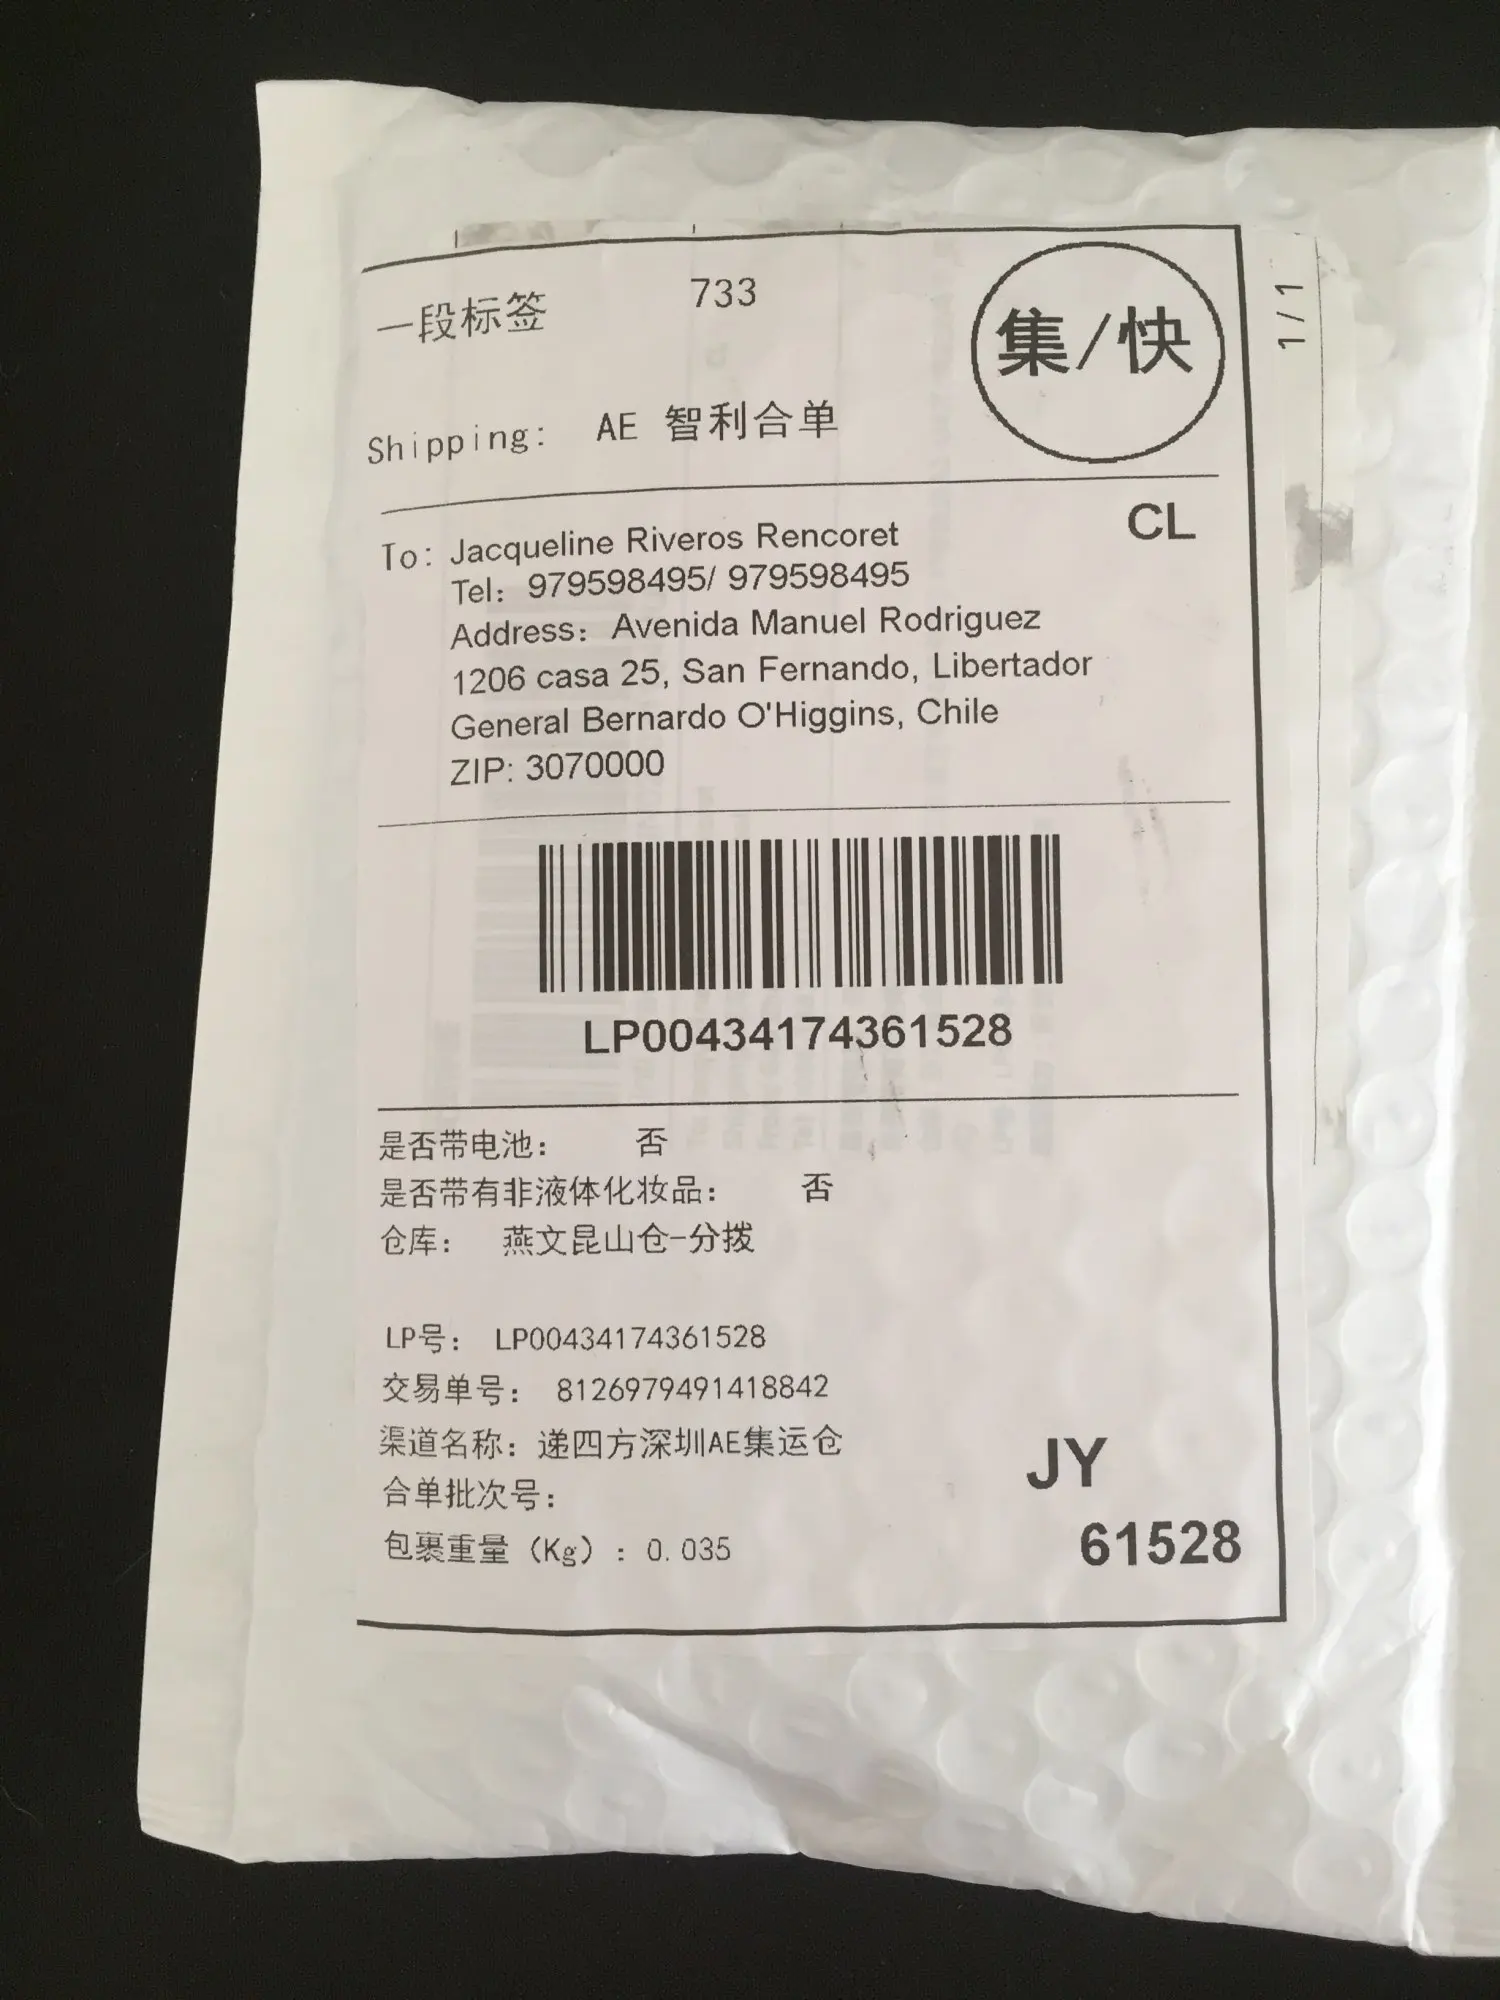 一段标签 733
集/快
1/1
Shipping: AE 智利合单
CL
To: Jacqueline Riveros Rencoret
Tel: 979598495/ 979598495
Address: Avenida Manuel Rodriguez
1206 casa 25, San Fernando, Libertador
General Bernardo O'Higgins, Chile
ZIP: 3070000
LP00434174361528
是否带电池: 否
是否带有非液体化妆品: 否
仓库: 燕文昆山仓-分拨
LP号: LP00434174361528
交易单号: 8126979491418842
渠道名称: 递四方深圳AE集运仓
合单批次号:
包裹重量（Kg）: 0.035
JY
61528